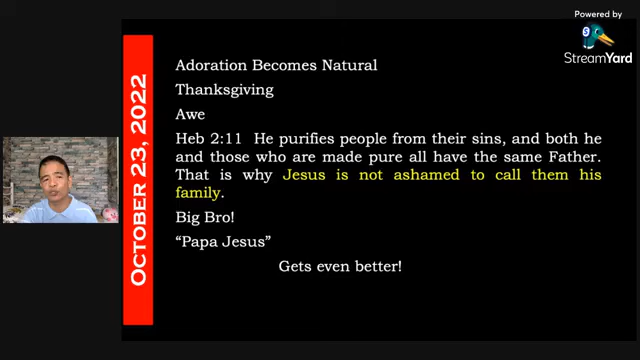 Powered by
StreamYard
OCTOBER 23, 2022
Adoration Becomes Natural
Thanksgiving
Awe
Heb 2:11 He purifies people from their sins, and both he
and those who are made pure all have the same Father.
That is why Jesus is not ashamed to call them his
family.
Big Bro!
“Papa Jesus”
Gets even better!